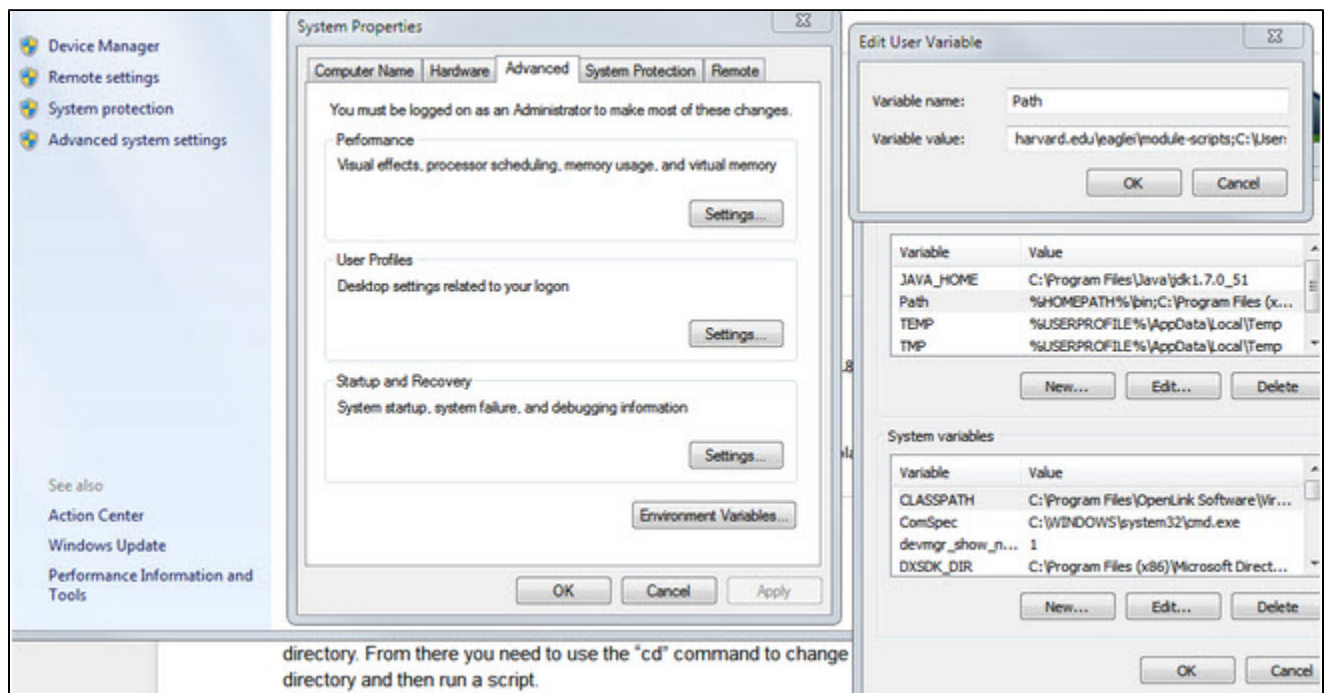 Device Manager
Remote settings
System protection
Advanced system settings
See also
Action Center
Windows Update
Performance Information and
Tools
System Properties
Computer Name Hardware Advanced System Protection Remote
You must be logged on as an Administrator to make most of these changes.
Performance
Visual effects, processor scheduling, memory usage, and virtual memory
Settings...
User Profiles
Desktop settings related to your logon
Settings...
Startup and Recovery
System startup, system failure, and debugging information
Settings...
Environment Variables...
OK Cancel Apply
Edit User Variable
Variable name: Path
Variable value: harvard.edu\eaglei\module-scripts;C:\User
OK Cancel
Variable Value
JAVA_HOME C:\Program Files\Java\jdk1.7.0_51
Path %HOMEPATH%\bin;C:\Program Files (x...
TEMP %USERPROFILE%\AppData\Local\Temp
TMP %USERPROFILE%\AppData\Local\Temp
New... Edit... Delete
System variables
Variable Value
CLASSPATH C:\Program Files\OpenLink Software\Vir...
ComSpec C:\WINDOWS\system32\cmd.exe
devmgr_show_n... 1
DXSDK_DIR C:\Program Files (x86)\Microsoft Direct...
New... Edit... Delete
OK Cancel
directory. From there you need to use the “cd” command to change
directory and then run a script.